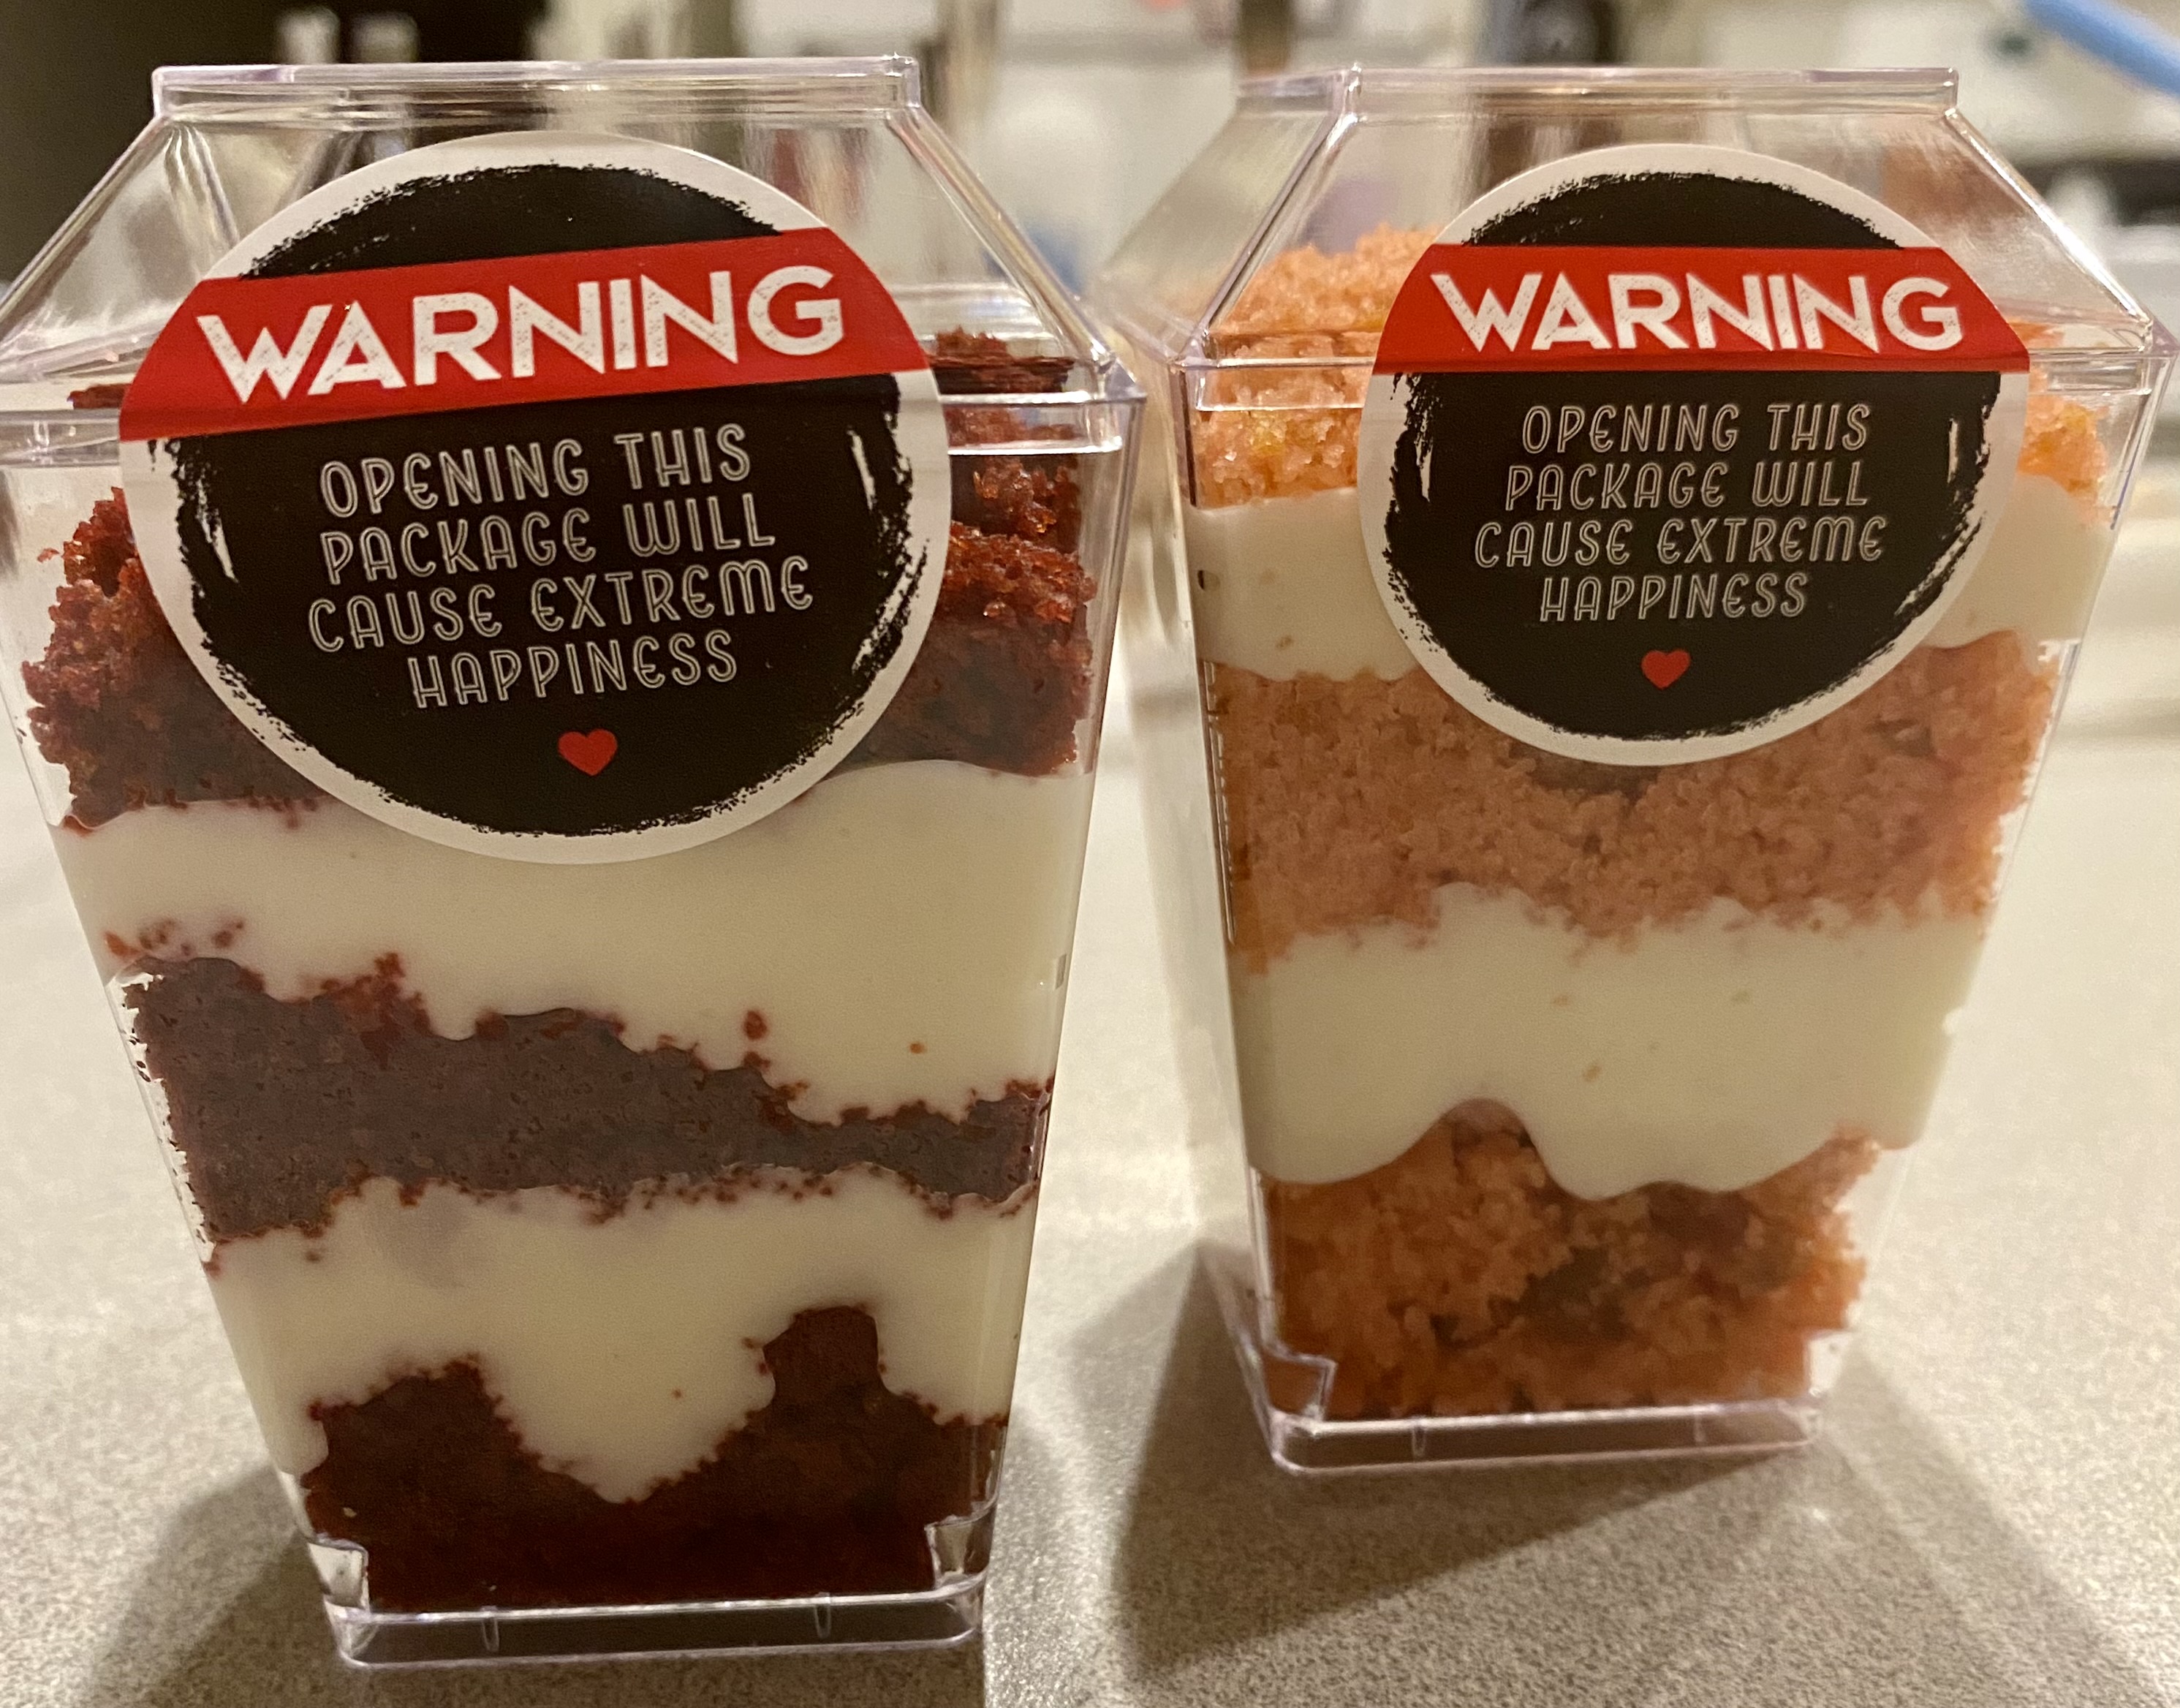 WARNING
OPENING THIS
PACKAGE WILL
CAUSE EXTREME
HAPPINESS
WARNING
OPENING THIS
PACKAGE WILL
CAUSE EXTREME
HAPPINESS